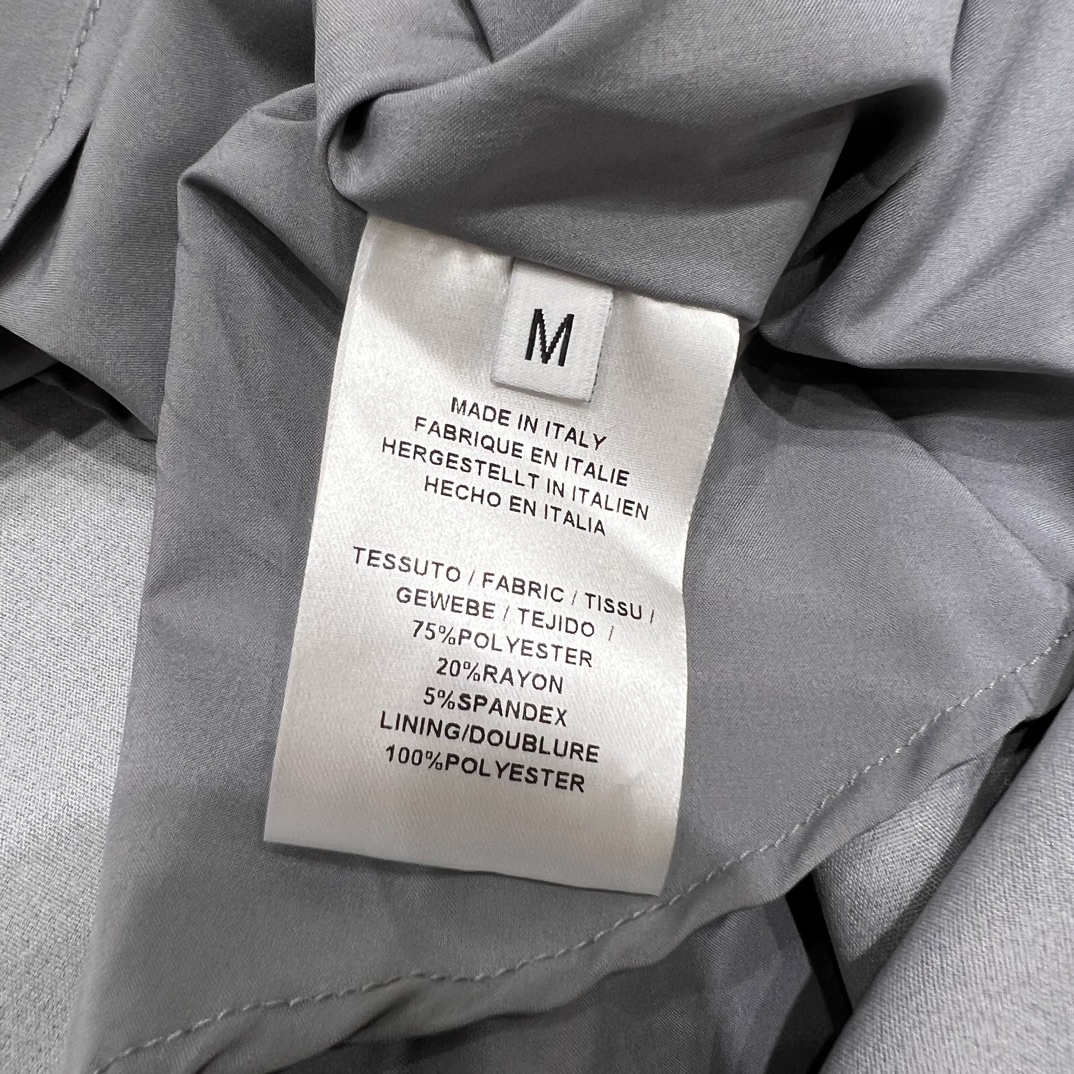 M
MADE IN ITALY
FABRIQUE EN ITALIE
HERGESTELLT IN ITALIEN
HECHO EN ITALIA
TESSUTO / FABRIC / TISSU /
GEWEBE / TEJIDO /
75%POLYESTER
20%RAYON
5%SPANDEX
LINING/DOUBLURE
100%POLYESTER